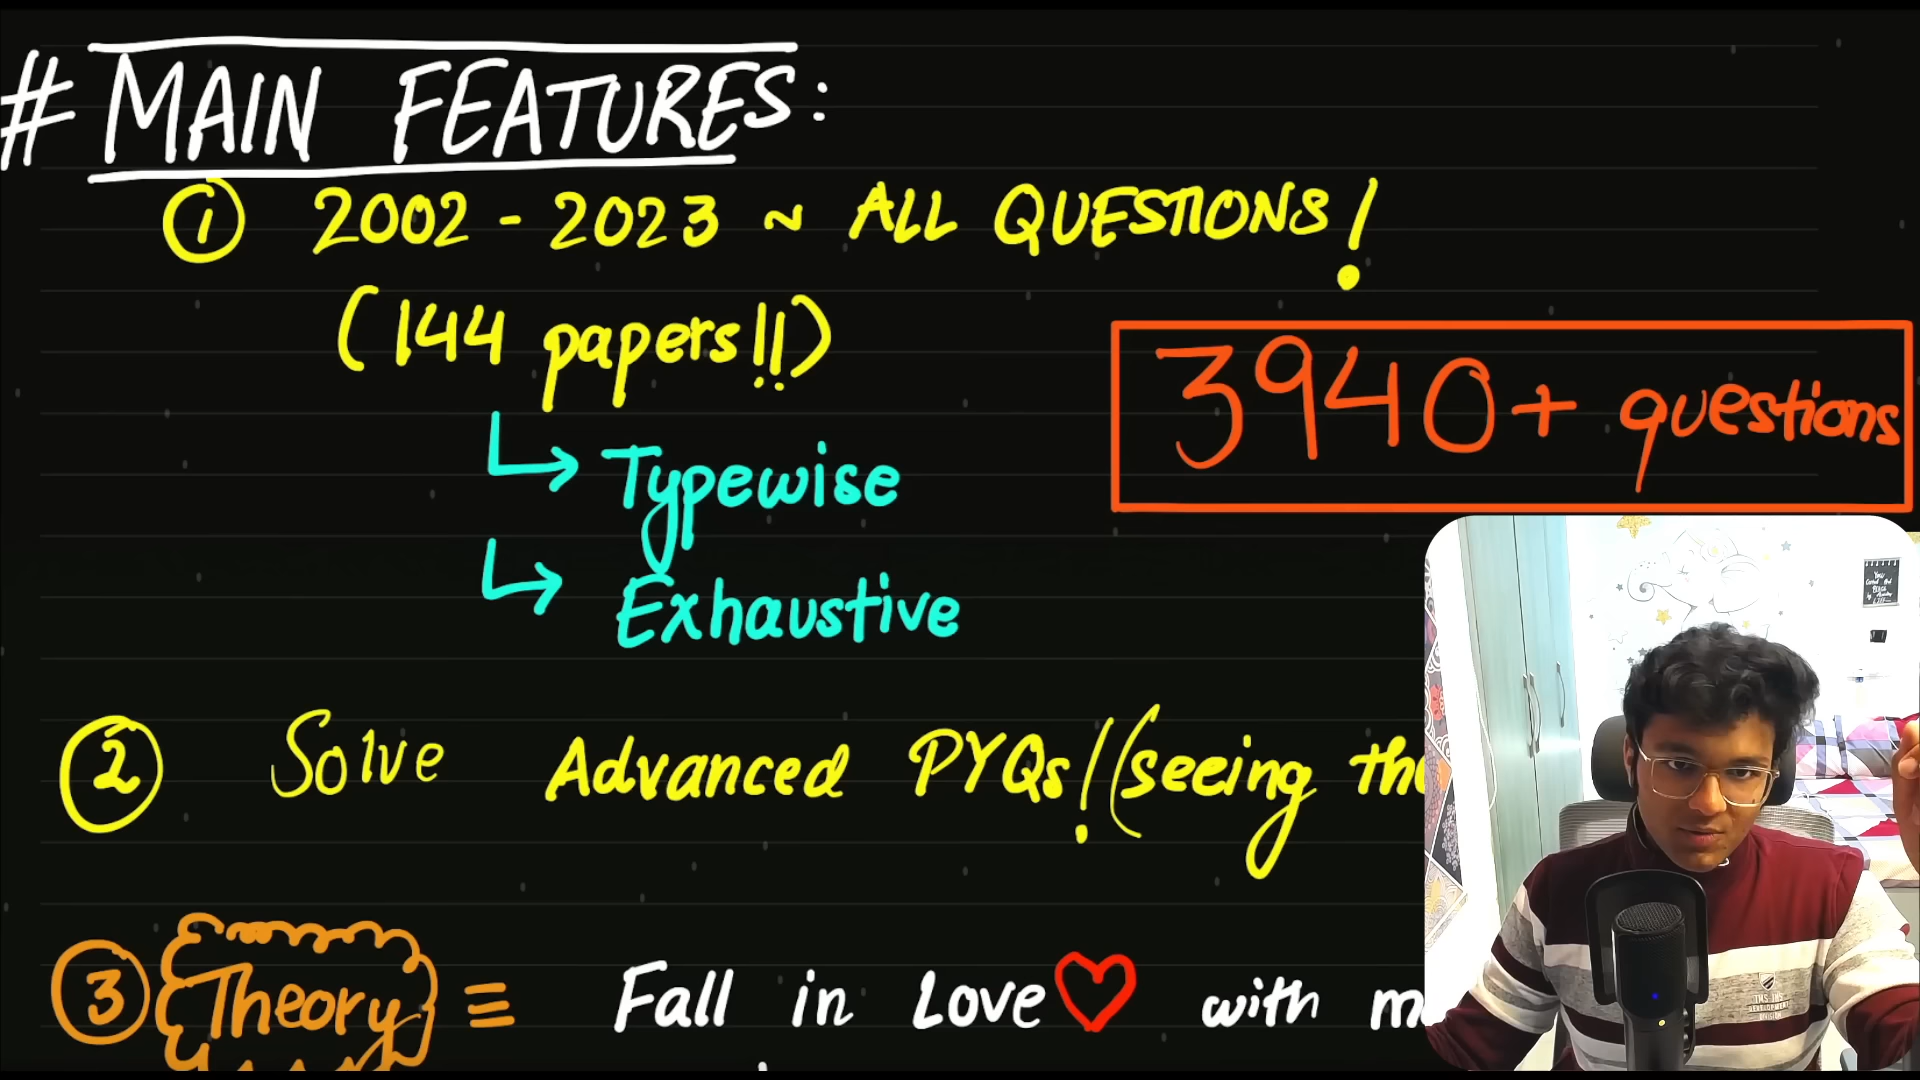 # MAIN FEATURES:
① 2002 - 2023 ~ ALL QUESTIONS!
(144 papers!!)
3940+ questions
↳ Typewise
↳ Exhaustive
② Solve Advanced PYQs! (seeing
③ Theory ≡ Fall in Love ♡ with